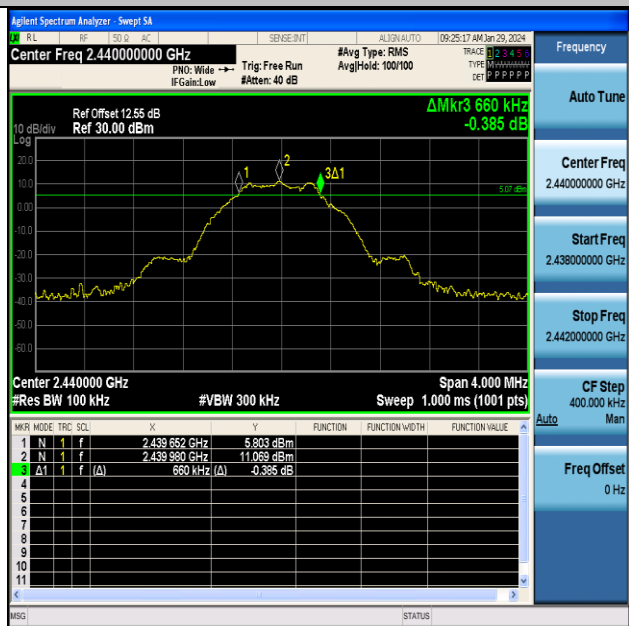 Agilent Spectrum Analyzer - Swept SA
RL RF 50 Ω AC SENSE:INT ALIGN AUTO 09:25:17 AM Jan 29, 2024
Center Freq 2.440000000 GHz
PNO: Wide
IFGain:Low
Trig: Free Run
#Atten: 40 dB
#Avg Type: RMS
Avg|Hold: 100/100
TRACE 1 2 3 4 5 6
TYPE M
DET P P P P P P
Ref Offset 12.55 dB
10 dB/div Ref 30.00 dBm
Log
ΔMkr3 660 kHz
-0.385 dB
20.0
10.0
0.00
-10.0
-20.0
-30.0
-40.0
-50.0
-60.0
1
2
3Δ1
5.07 dBm
Center 2.440000 GHz Span 4.000 MHz
#Res BW 100 kHz #VBW 300 kHz Sweep 1.000 ms (1001 pts)
MKR MODE TRC SCL X Y FUNCTION FUNCTION WIDTH FUNCTION VALUE
1 N 1 f 2.439 652 GHz 5.803 dBm
2 N 1 f 2.439 980 GHz 11.069 dBm
3 Δ1 1 f (Δ) 660 kHz (Δ) -0.385 dB
4
5
6
7
8
9
10
11
MSG STATUS
Frequency
Auto Tune
Center Freq
2.440000000 GHz
Start Freq
2.438000000 GHz
Stop Freq
2.442000000 GHz
CF Step
400.000 kHz
Auto Man
Freq Offset
0 Hz